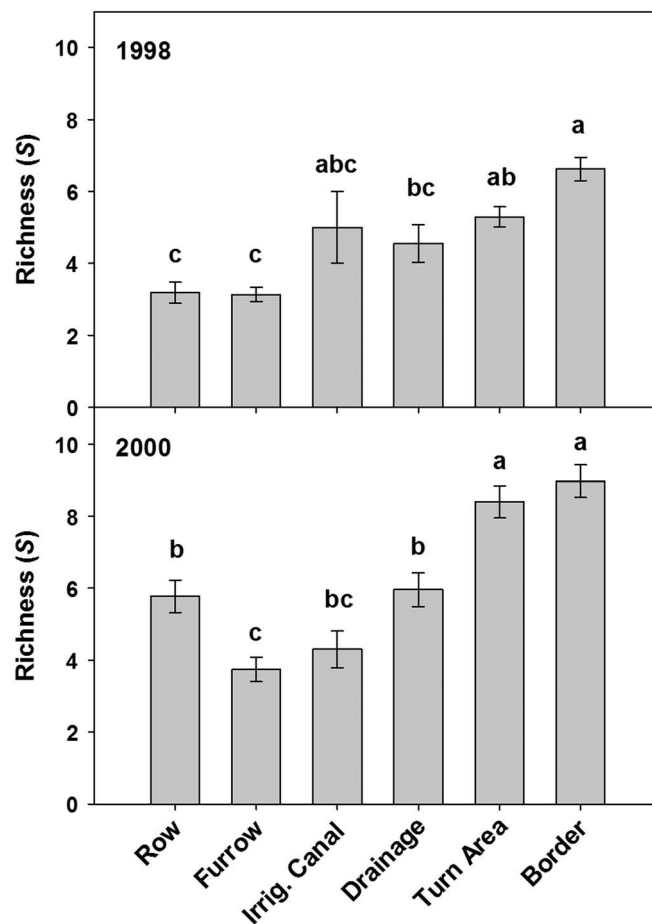 1998
Richness (S)
10
8
6
4
2
0
c
c
abc
bc
ab
a
2000
Richness (S)
10
8
6
4
2
0
b
c
bc
b
a
a
Row
Furrow
Irrig. Canal
Drainage
Turn Area
Border